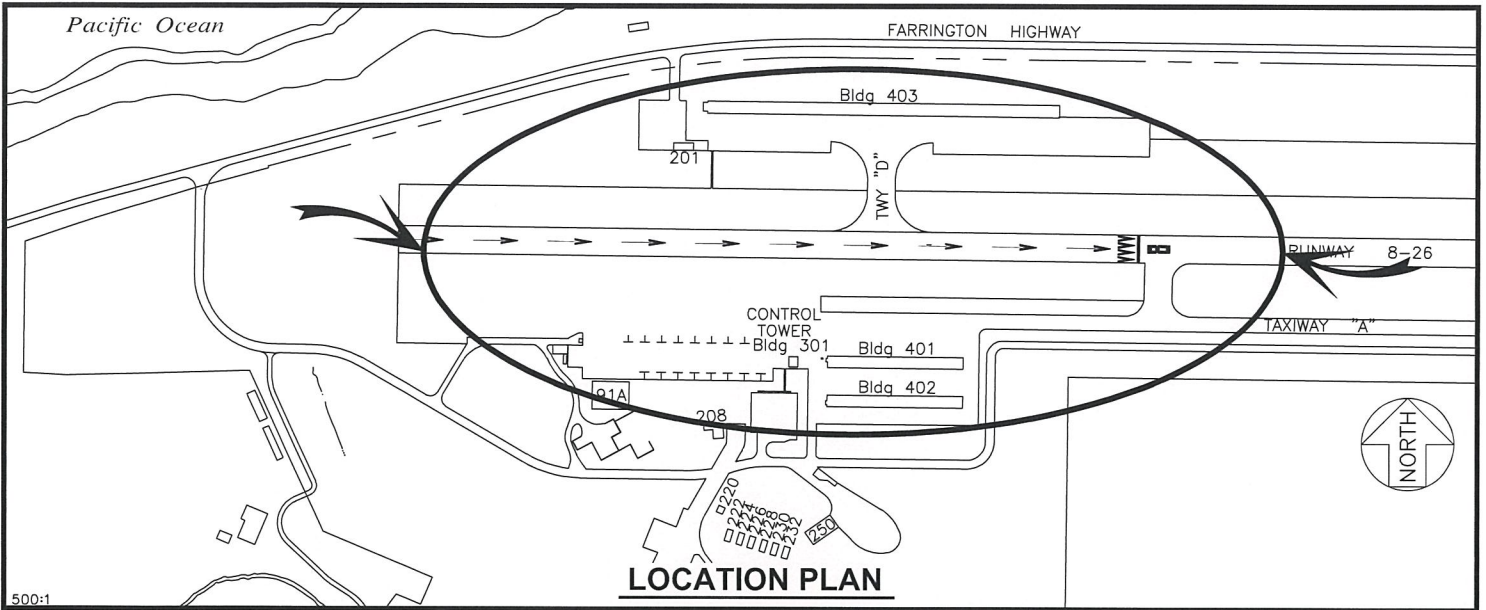 Pacific Ocean
FARRINGTON HIGHWAY
Bldg 403
201
TWY "D"
RUNWAY 8-26
CONTROL
TOWER
Bldg 301
TAXIWAY "A"
Bldg 401
Bldg 402
91A
208
NORTH
220
222
224
226
228
230
232
250
LOCATION PLAN
500:1